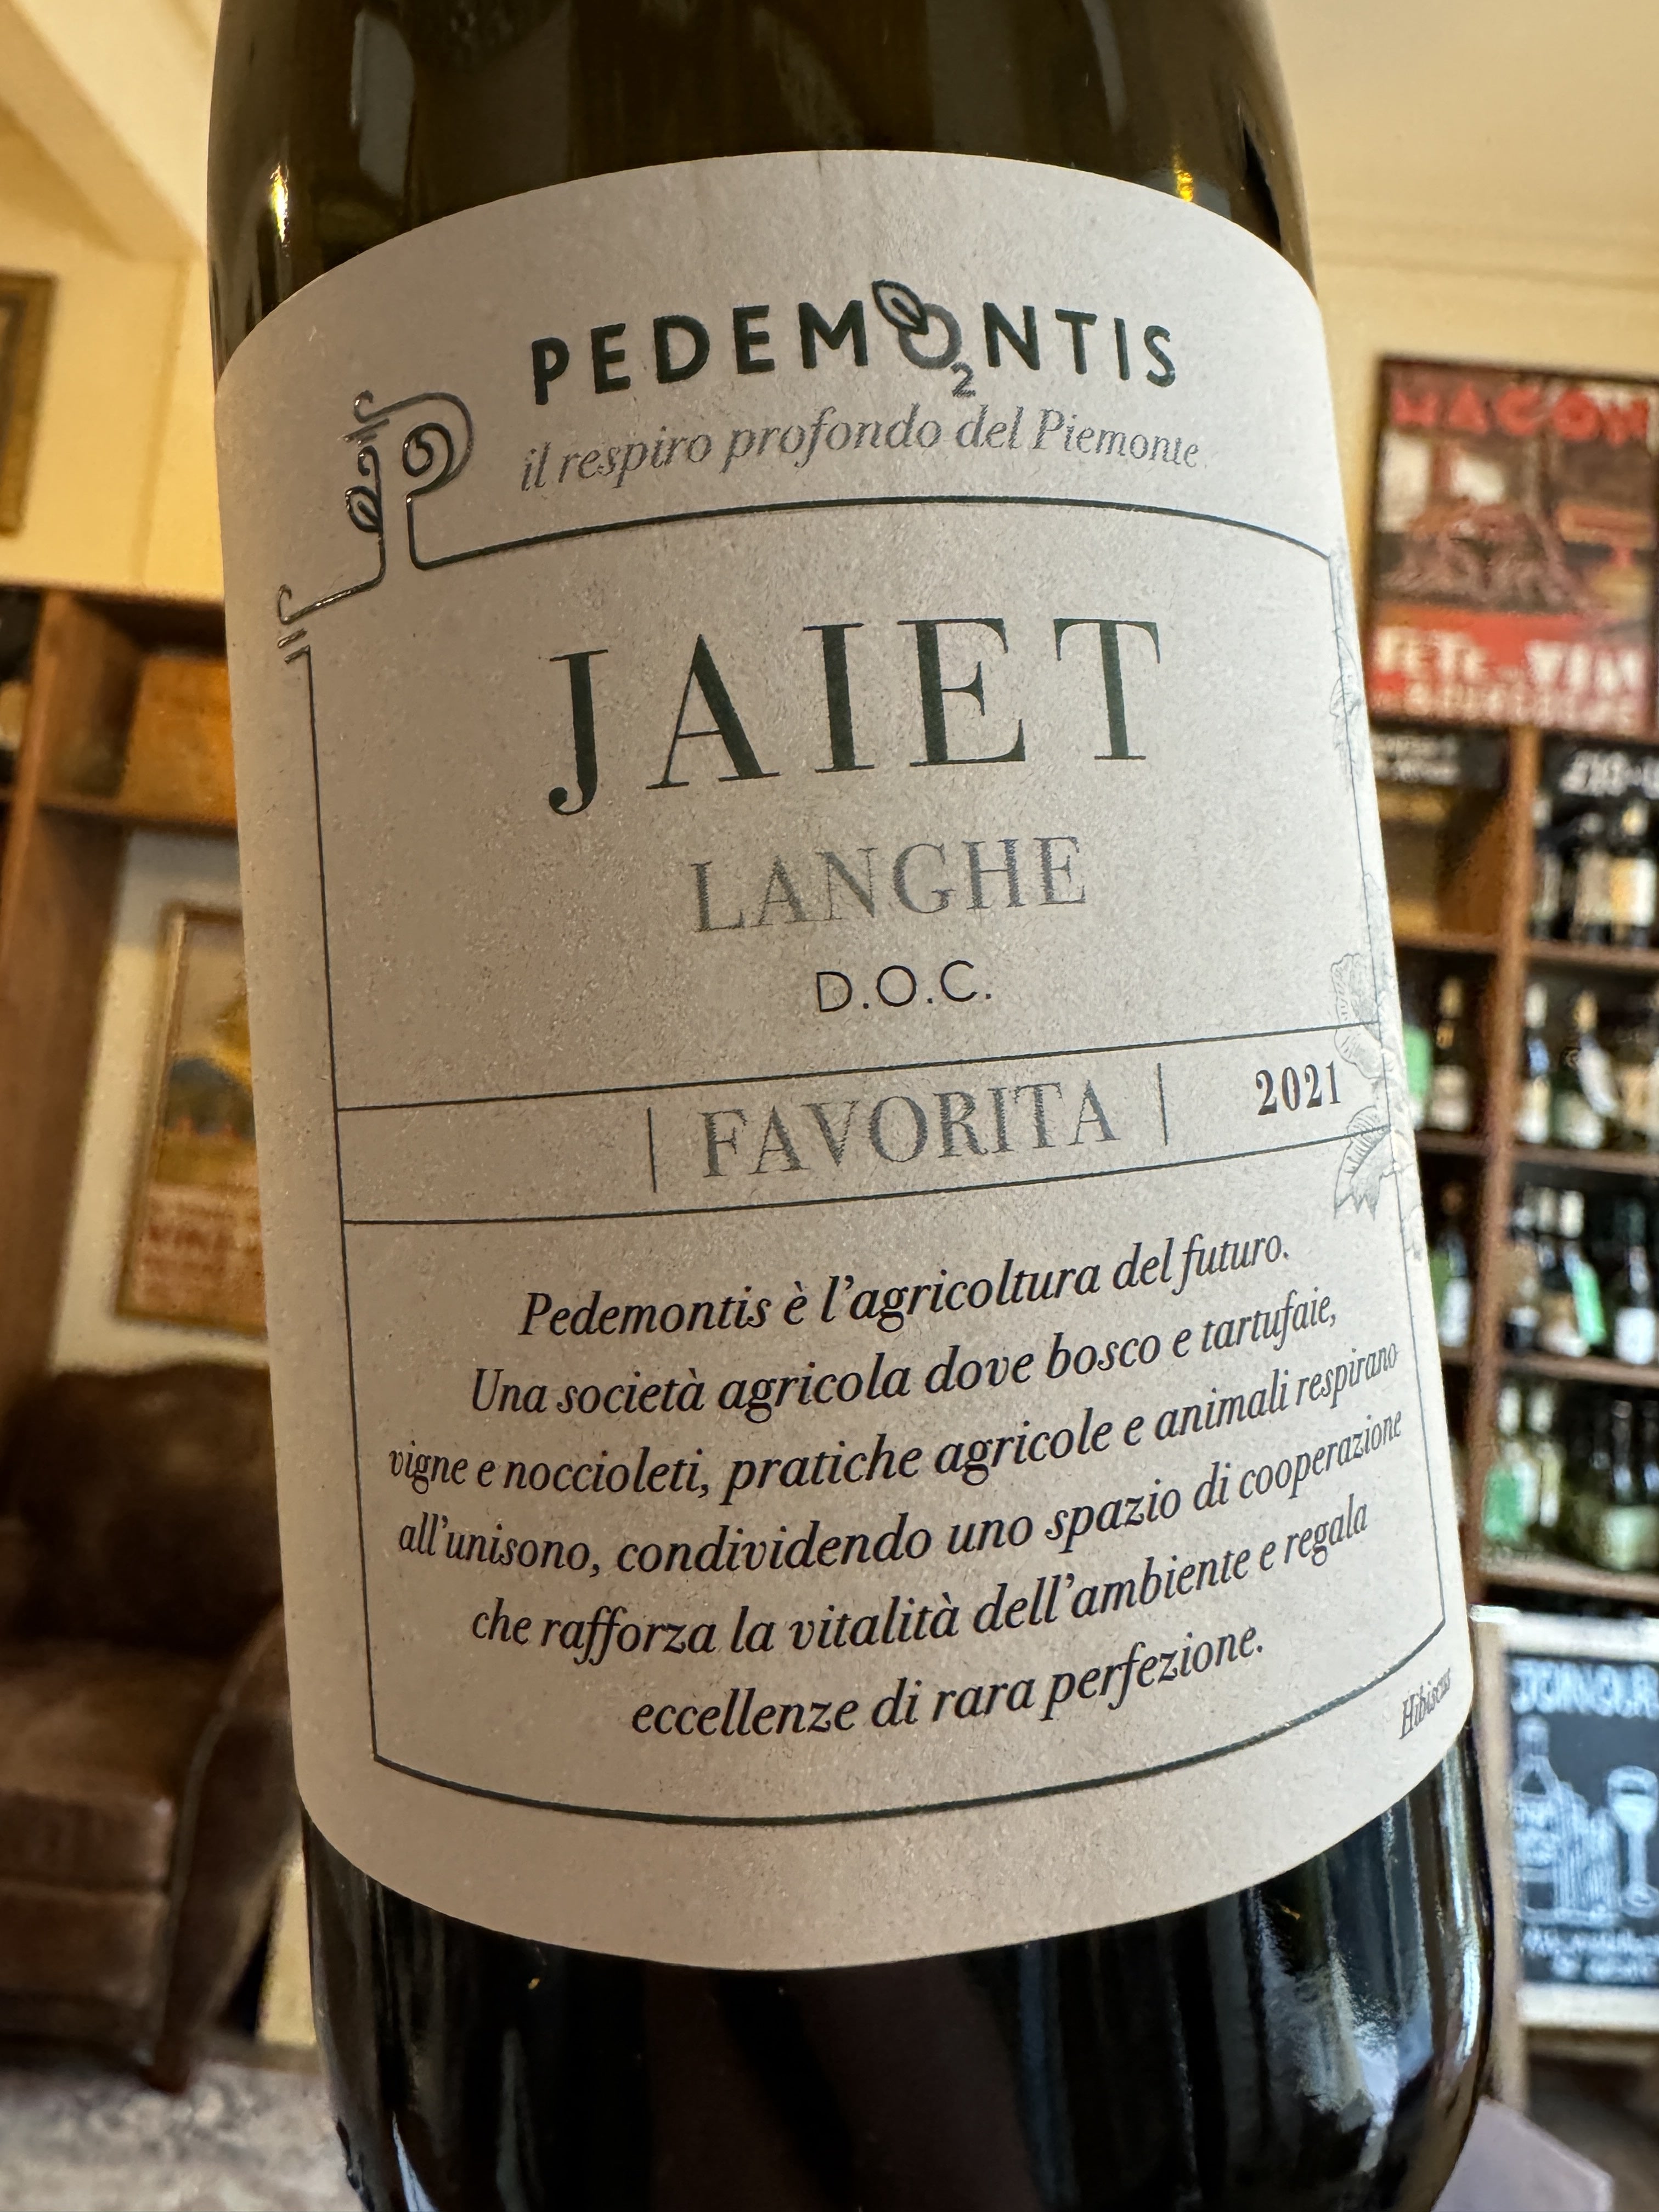 PEDEMO2NTIS
il respiro profondo del Piemonte
JAIET
LANGHE
D.O.C.
FAVORITA
2021
Pedemontis è l'agricoltura del futuro.
Una società agricola dove bosco e tartufaie,
vigne e noccioleti, pratiche agricole e animali respirano
all'unisono, condividendo uno spazio di cooperazione
che rafforza la vitalità dell'ambiente e regala
eccellenze di rara perfezione.
Hibiscus
MACON